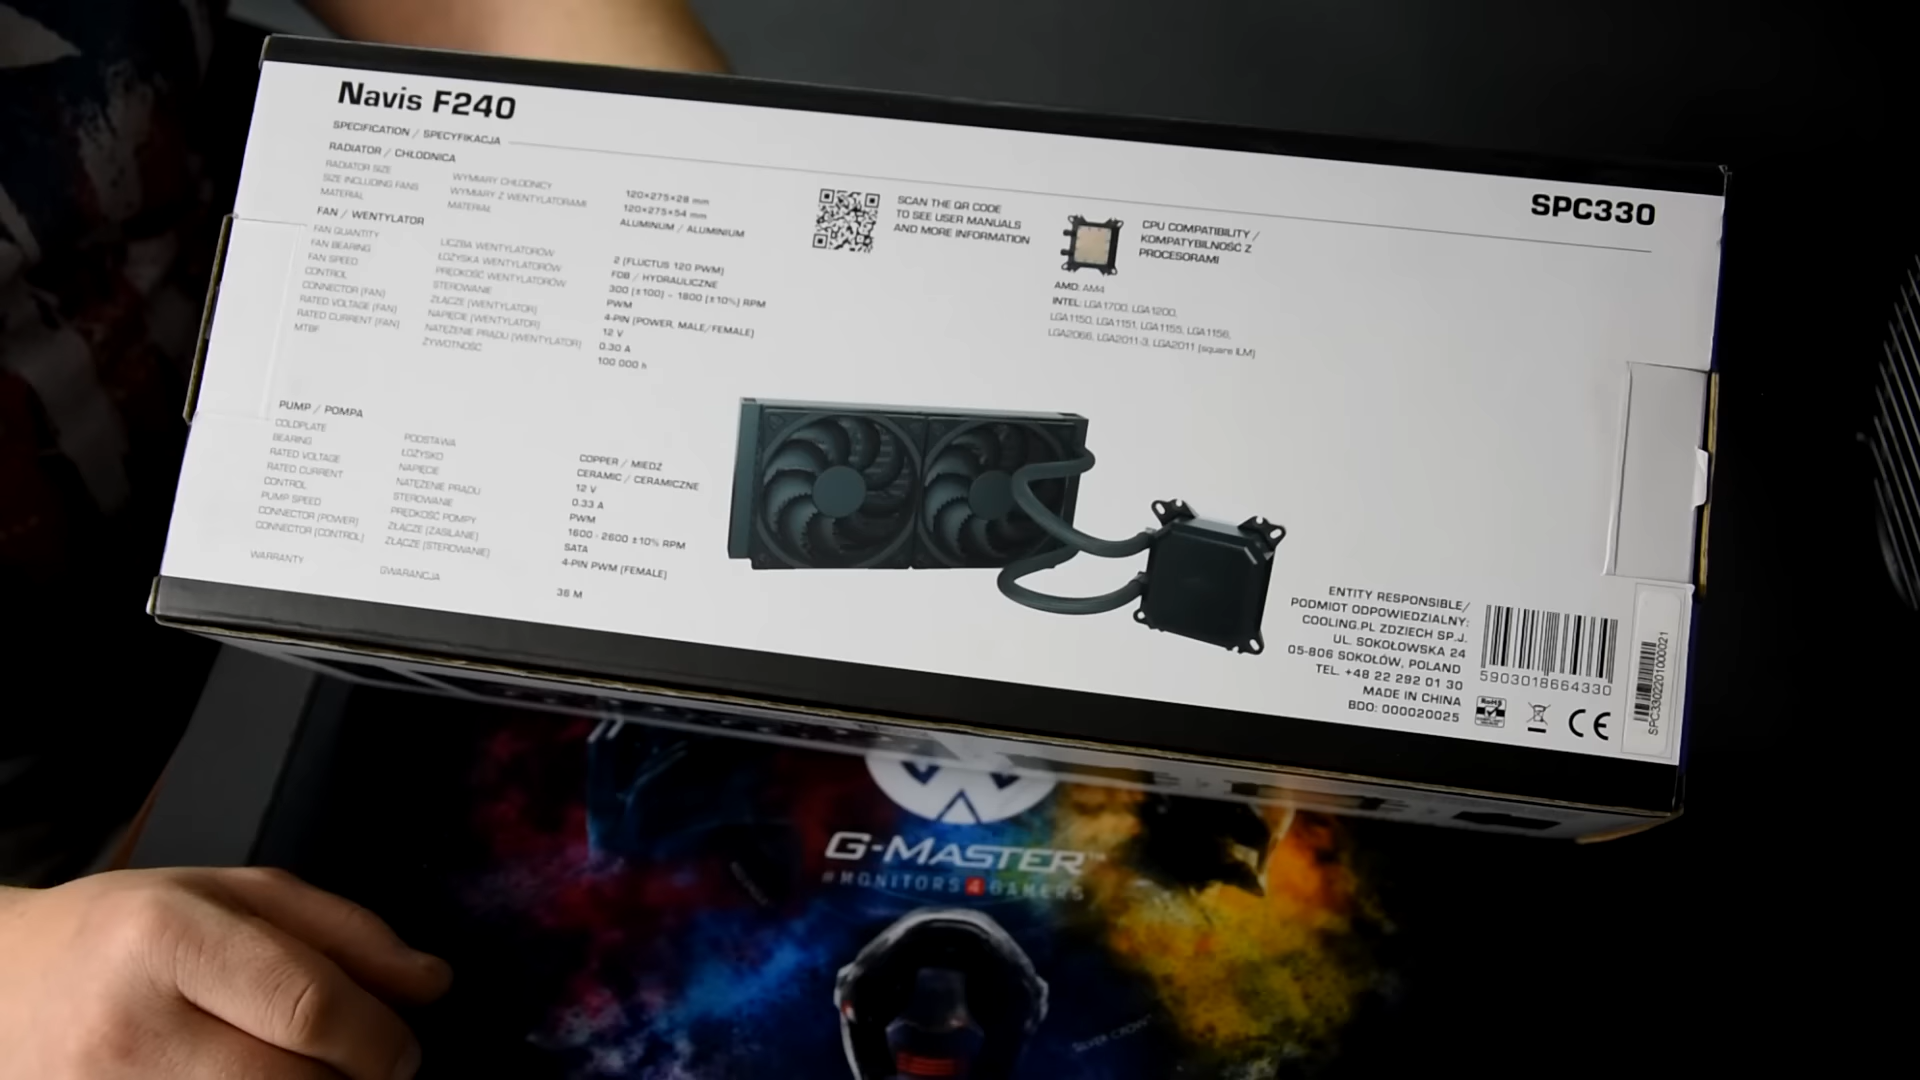 Navis F240
SPC330
SPECIFICATION / SPECYFIKACJA
RADIATOR / CHŁODNICA
RADIATOR SIZE WYMIARY CHŁODNICY 120×275×28 mm
SIZE INCLUDING FANS WYMIARY Z WENTYLATORAMI 120×275×54 mm
MATERIAL MATERIAŁ ALUMINUM / ALUMINIUM
FAN / WENTYLATOR
FAN QUANTITY LICZBA WENTYLATORÓW 2 (FLUCTUS 120 PWM)
FAN BEARING ŁOŻYSKA WENTYLATORÓW FDB / HYDRAULICZNE
FAN SPEED PRĘDKOŚĆ WENTYLATORÓW 300 (±100) - 1800 (±10%) RPM
CONTROL STEROWANIE PWM
CONNECTOR (FAN) ZŁĄCZE (WENTYLATOR) 4-PIN (POWER, MALE/FEMALE)
RATED VOLTAGE (FAN) NAPIĘCIE (WENTYLATOR) 12 V
RATED CURRENT (FAN) NATĘŻENIE PRĄDU (WENTYLATOR) 0.30 A
MTBF ŻYWOTNOŚĆ 100 000 h
PUMP / POMPA
COLDPLATE PODSTAWA COPPER / MIEDŹ
BEARING ŁOŻYSKO CERAMIC / CERAMICZNE
RATED VOLTAGE NAPIĘCIE 12 V
RATED CURRENT NATĘŻENIE PRĄDU 0.33 A
CONTROL STEROWANIE PWM
PUMP SPEED PRĘDKOŚĆ POMPY 1600 - 2600 ±10% RPM
CONNECTOR (POWER) ZŁĄCZE (ZASILANIE) SATA
CONNECTOR (CONTROL) ZŁĄCZE (STEROWANIE) 4-PIN PWM (FEMALE)
WARRANTY GWARANCJA 36 M
SCAN THE QR CODE
TO SEE USER MANUALS
AND MORE INFORMATION
CPU COMPATIBILITY /
KOMPATYBILNOŚĆ Z
PROCESORAMI
AMD: AM4
INTEL: LGA1700, LGA1200,
LGA1150, LGA1151, LGA1155, LGA1156,
LGA2066, LGA2011-3, LGA2011 (square ILM)
ENTITY RESPONSIBLE/
PODMIOT ODPOWIEDZIALNY:
COOLING.PL ZDZIECH SP.J.
UL. SOKOŁOWSKA 24
05-806 SOKOŁÓW, POLAND
TEL. +48 22 292 01 30
MADE IN CHINA
BDO: 000020025
5903018664330
RoHS
CE
SPC3302201000021
G-MASTER™
#MONITORS4GAMERS
SILVER CROW™